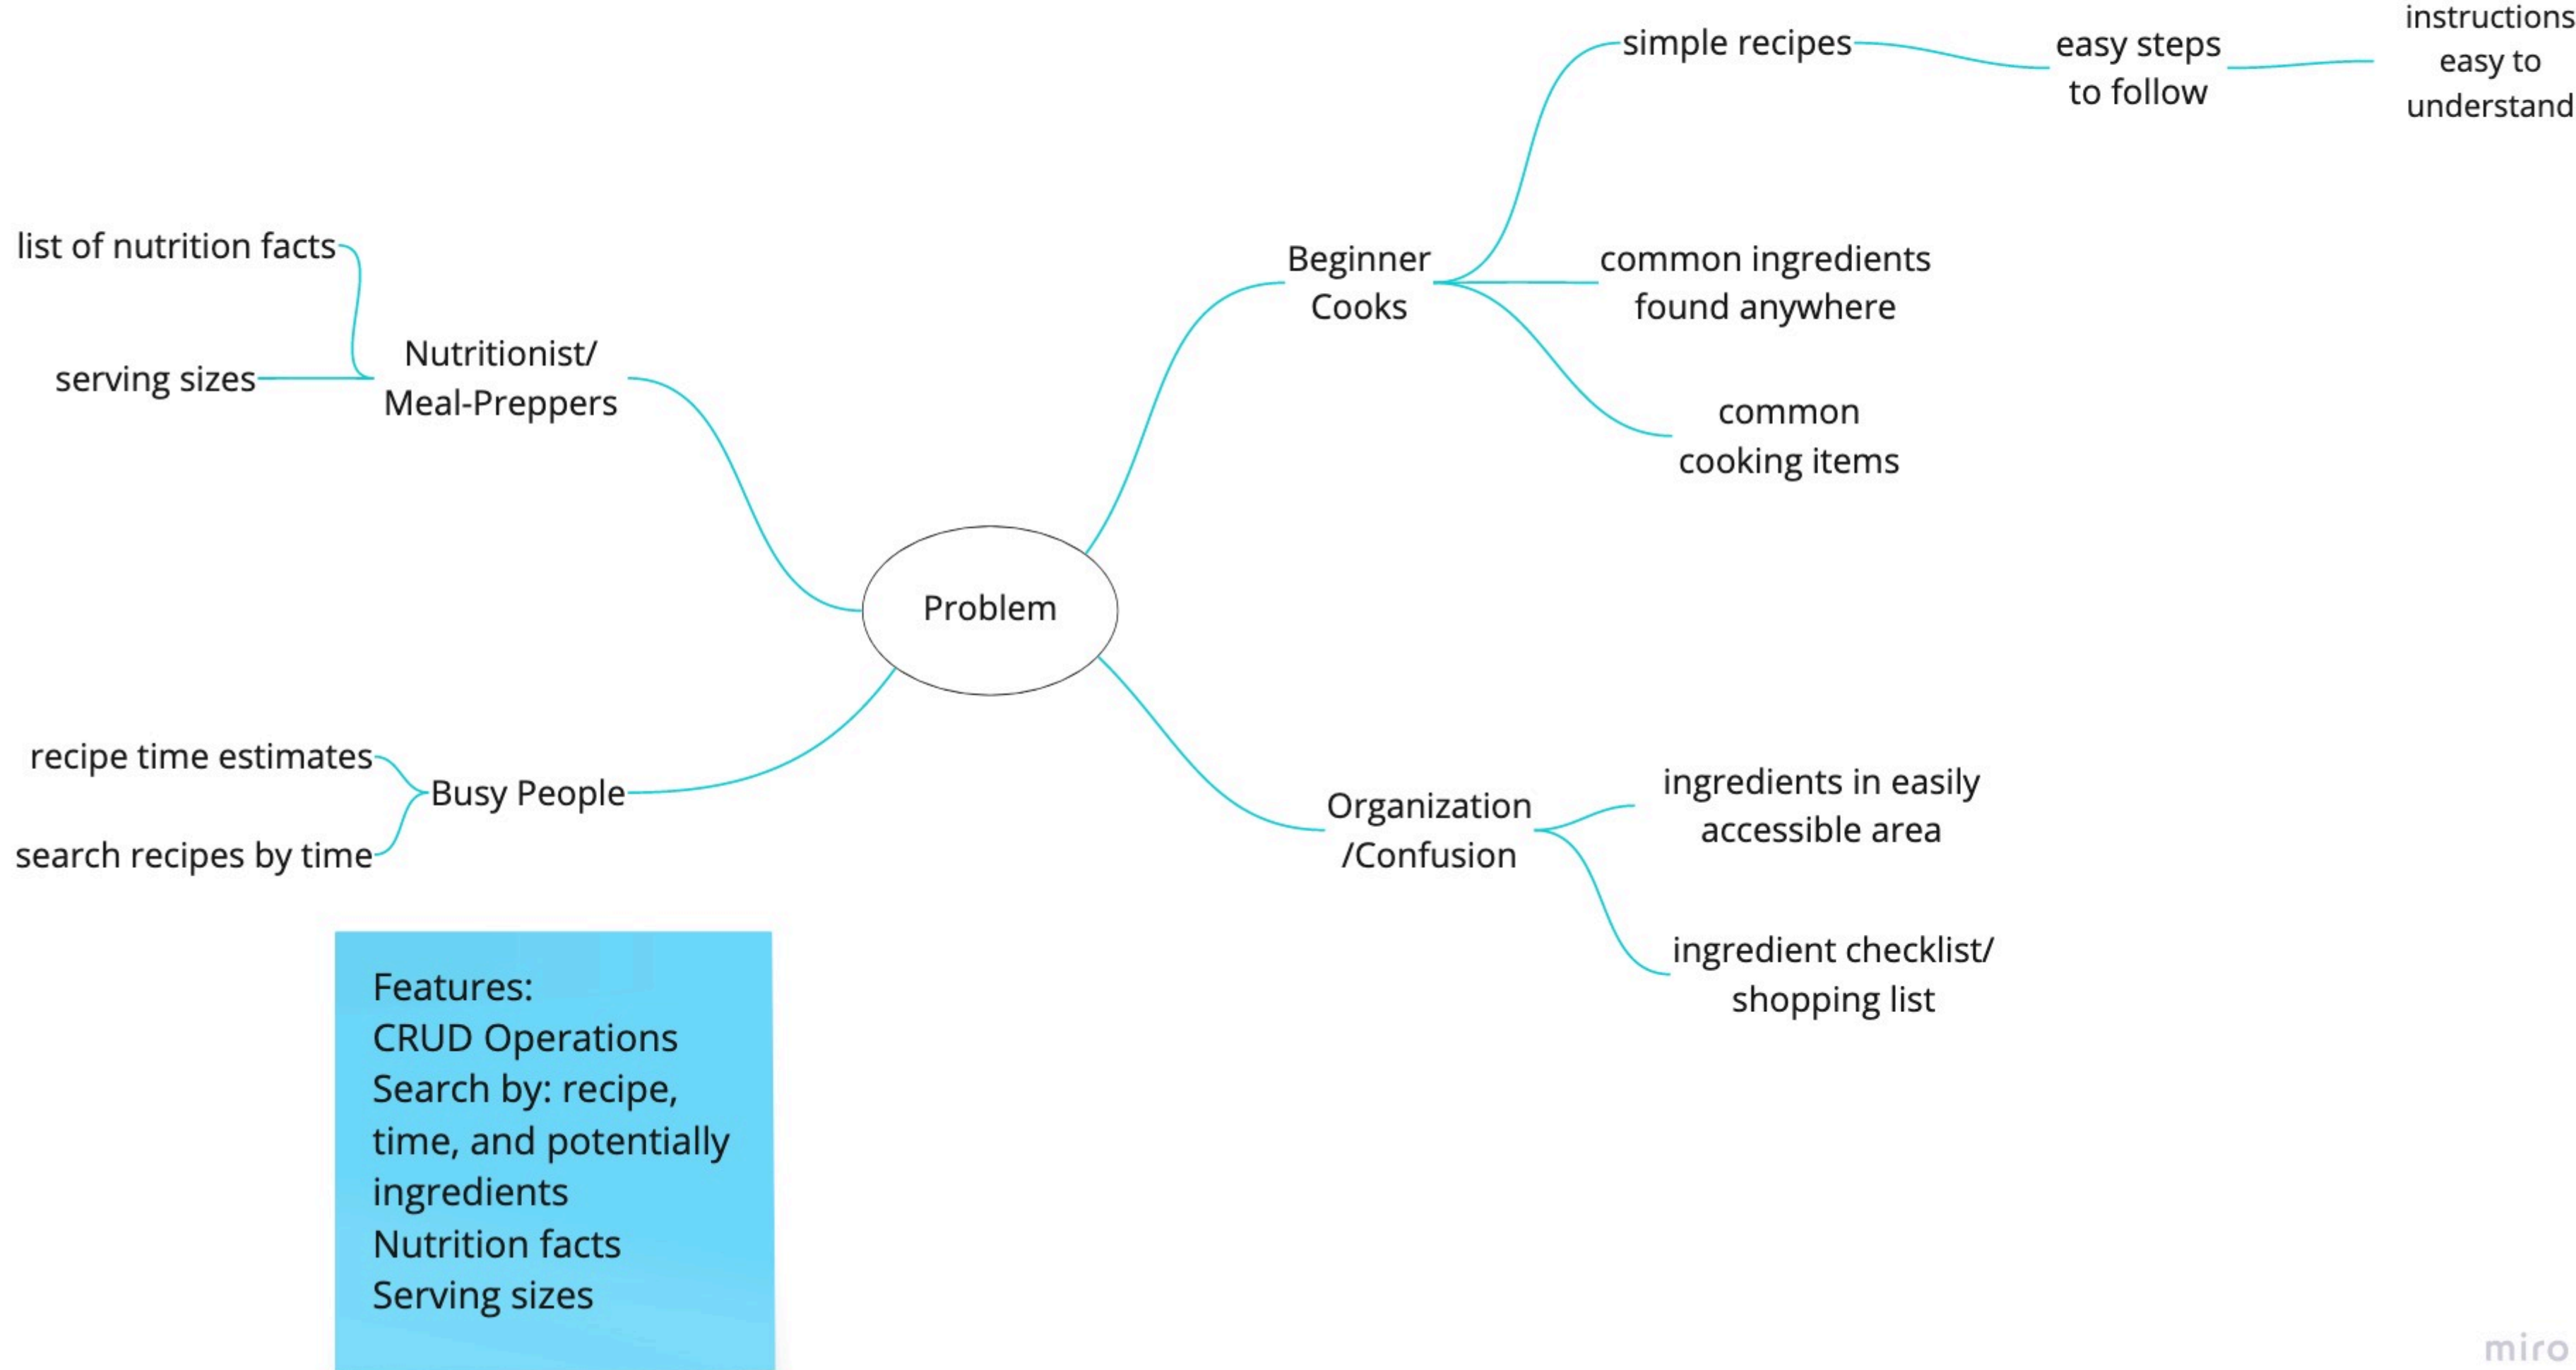 instructions
easy to
understand
simple recipes
easy steps
to follow
list of nutrition facts
Beginner
Cooks
common ingredients
found anywhere
serving sizes
Nutritionist/
Meal-Preppers
common
cooking items
Problem
recipe time estimates
Busy People
search recipes by time
Organization
/Confusion
ingredients in easily
accessible area
ingredient checklist/
shopping list
Features:
CRUD Operations
Search by: recipe,
time, and potentially
ingredients
Nutrition facts
Serving sizes
miro